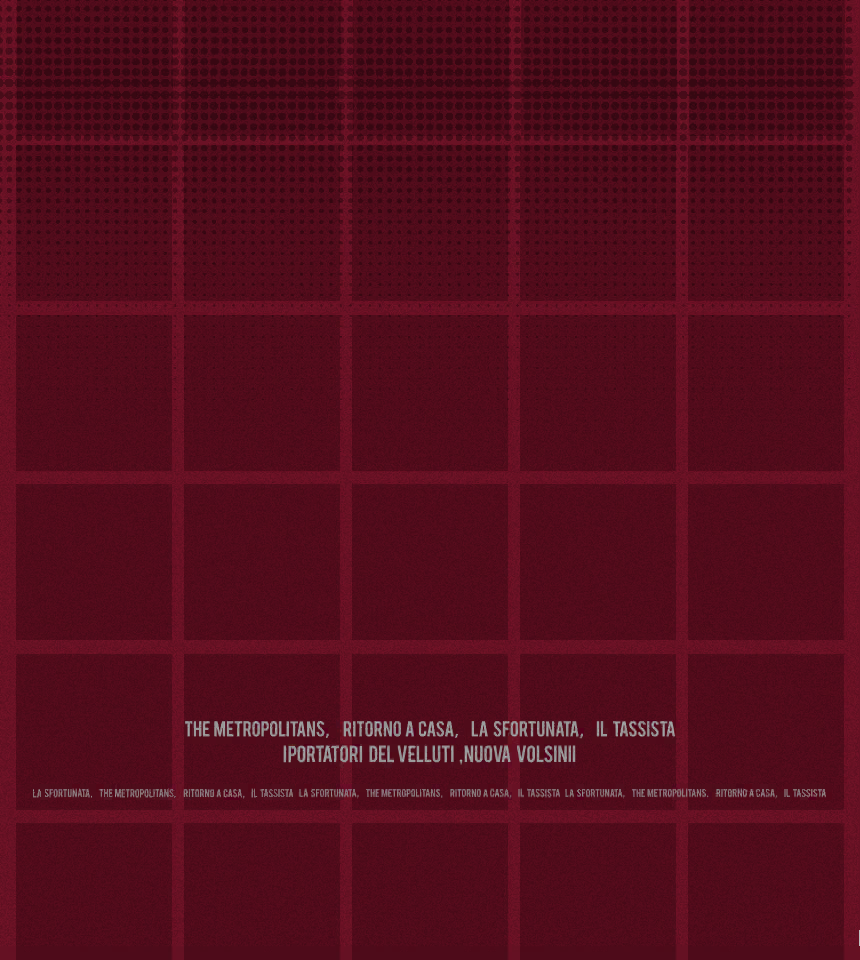 THE METROPOLITANS, RITORNO A CASA, LA SFORTUNATA, IL TASSISTA
IPORTATORI DEL VELLUTI ,NUOVA VOLSINII
LA SFORTUNATA, THE METROPOLITANS, RITORNO A CASA, IL TASSISTA LA SFORTUNATA, THE METROPOLITANS, RITORNO A CASA, IL TASSISTA LA SFORTUNATA, THE METROPOLITANS, RITORNO A CASA, IL TASSISTA